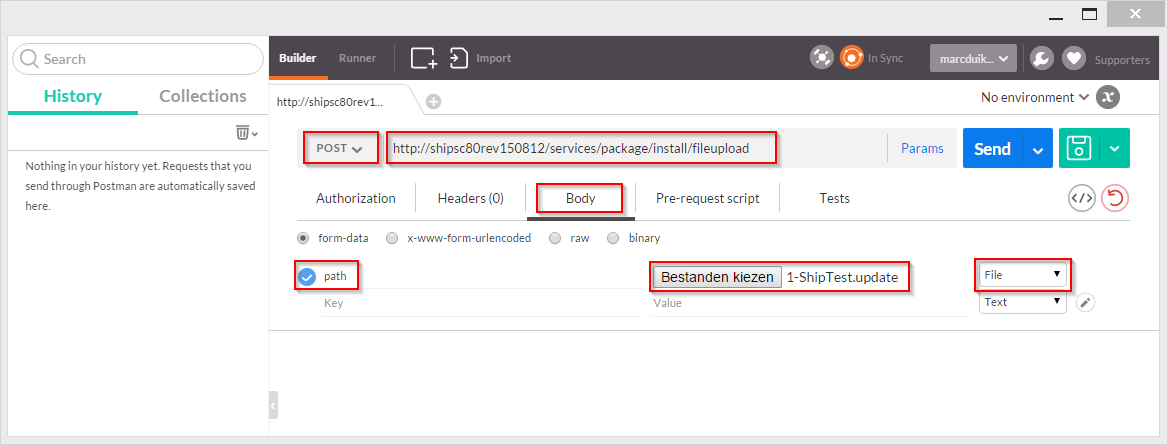 Search
History
Collections
Nothing in your history yet. Requests that
you send through Postman are automatically saved
here.
Builder
Runner
Import
In Sync
marcduik...
Supporters
http://shipsc80rev1...
No environment
x
POST
http://shipsc80rev150812/services/package/install/fileupload
Params
Send
Authorization
Headers (0)
Body
Pre-request script
Tests
</>
form-data
x-www-form-urlencoded
raw
binary
path
Bestanden kiezen
1-ShipTest.update
File
Key
Value
Text